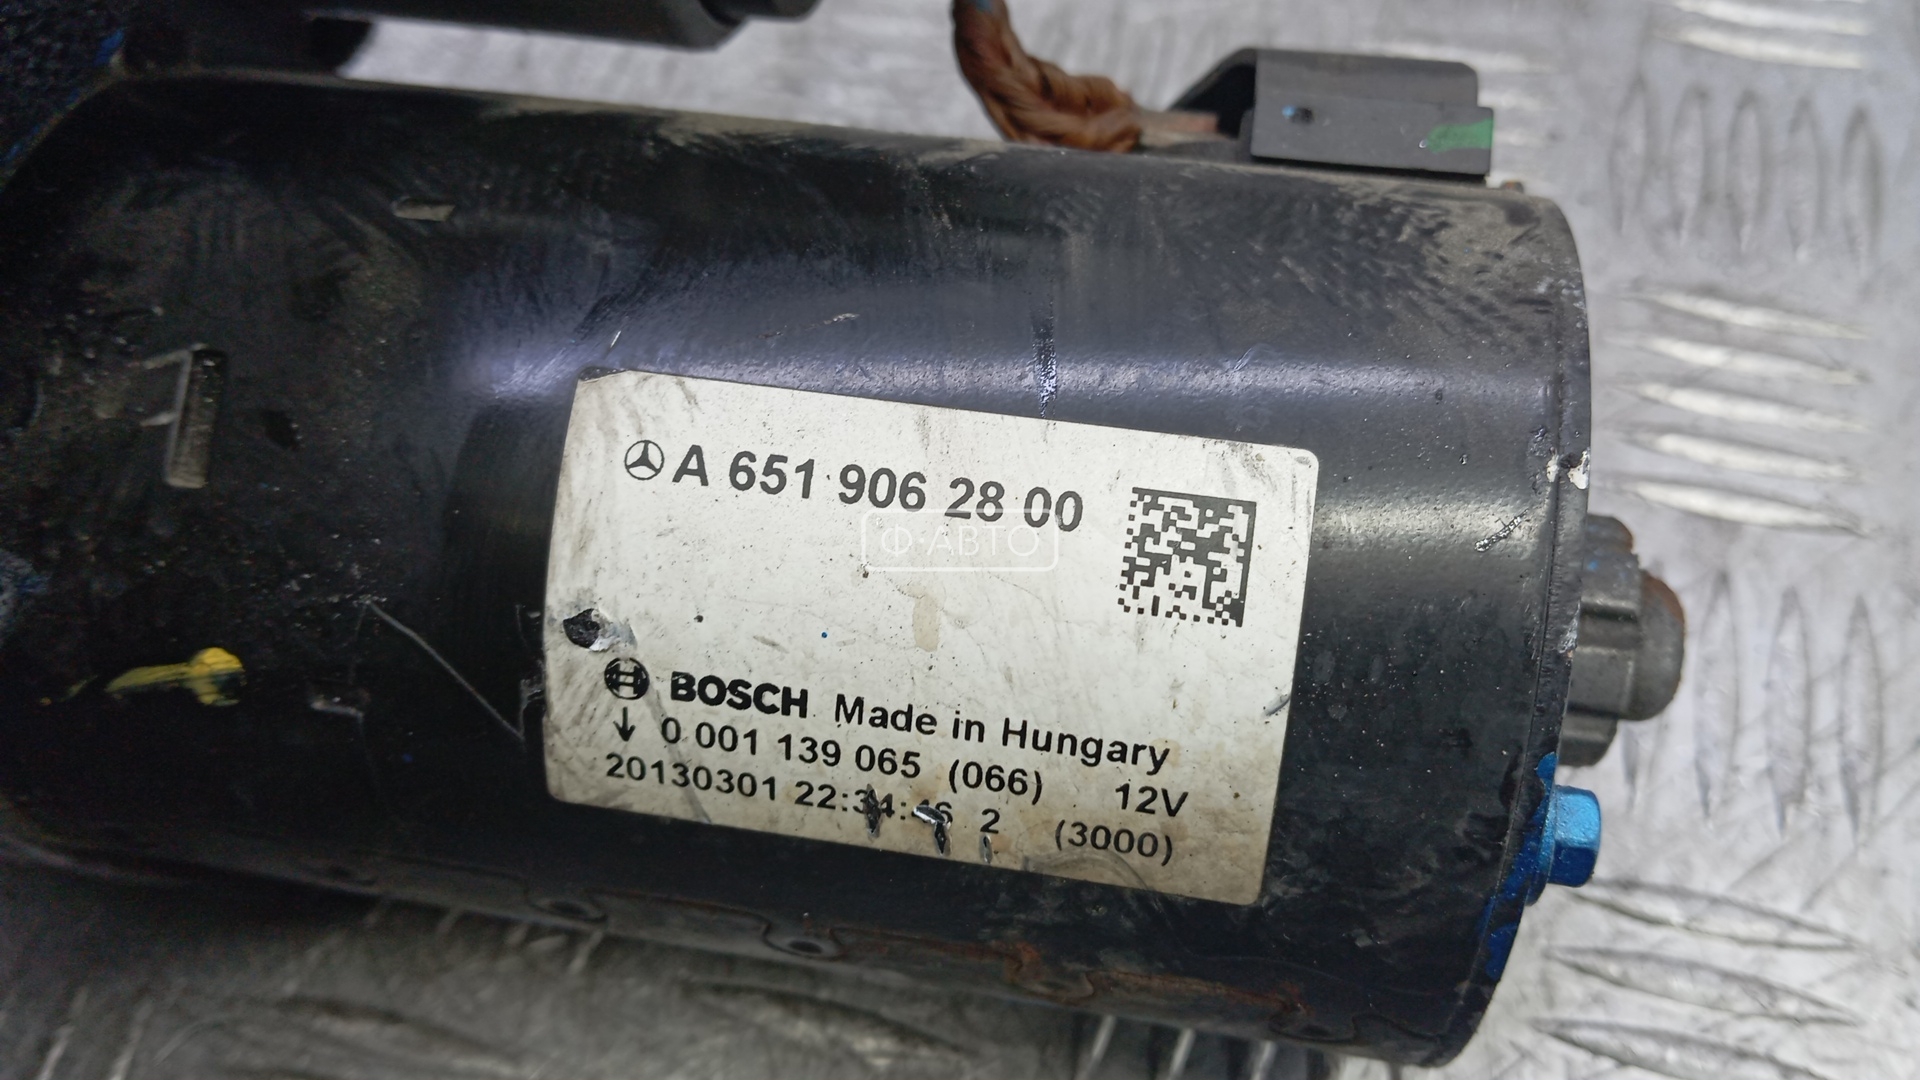 A 651 906 28 00
Ф·АВТО
BOSCH Made in Hungary
↓ 0 001 139 065 (066) 12V
20130301 22:34:46 2 (3000)